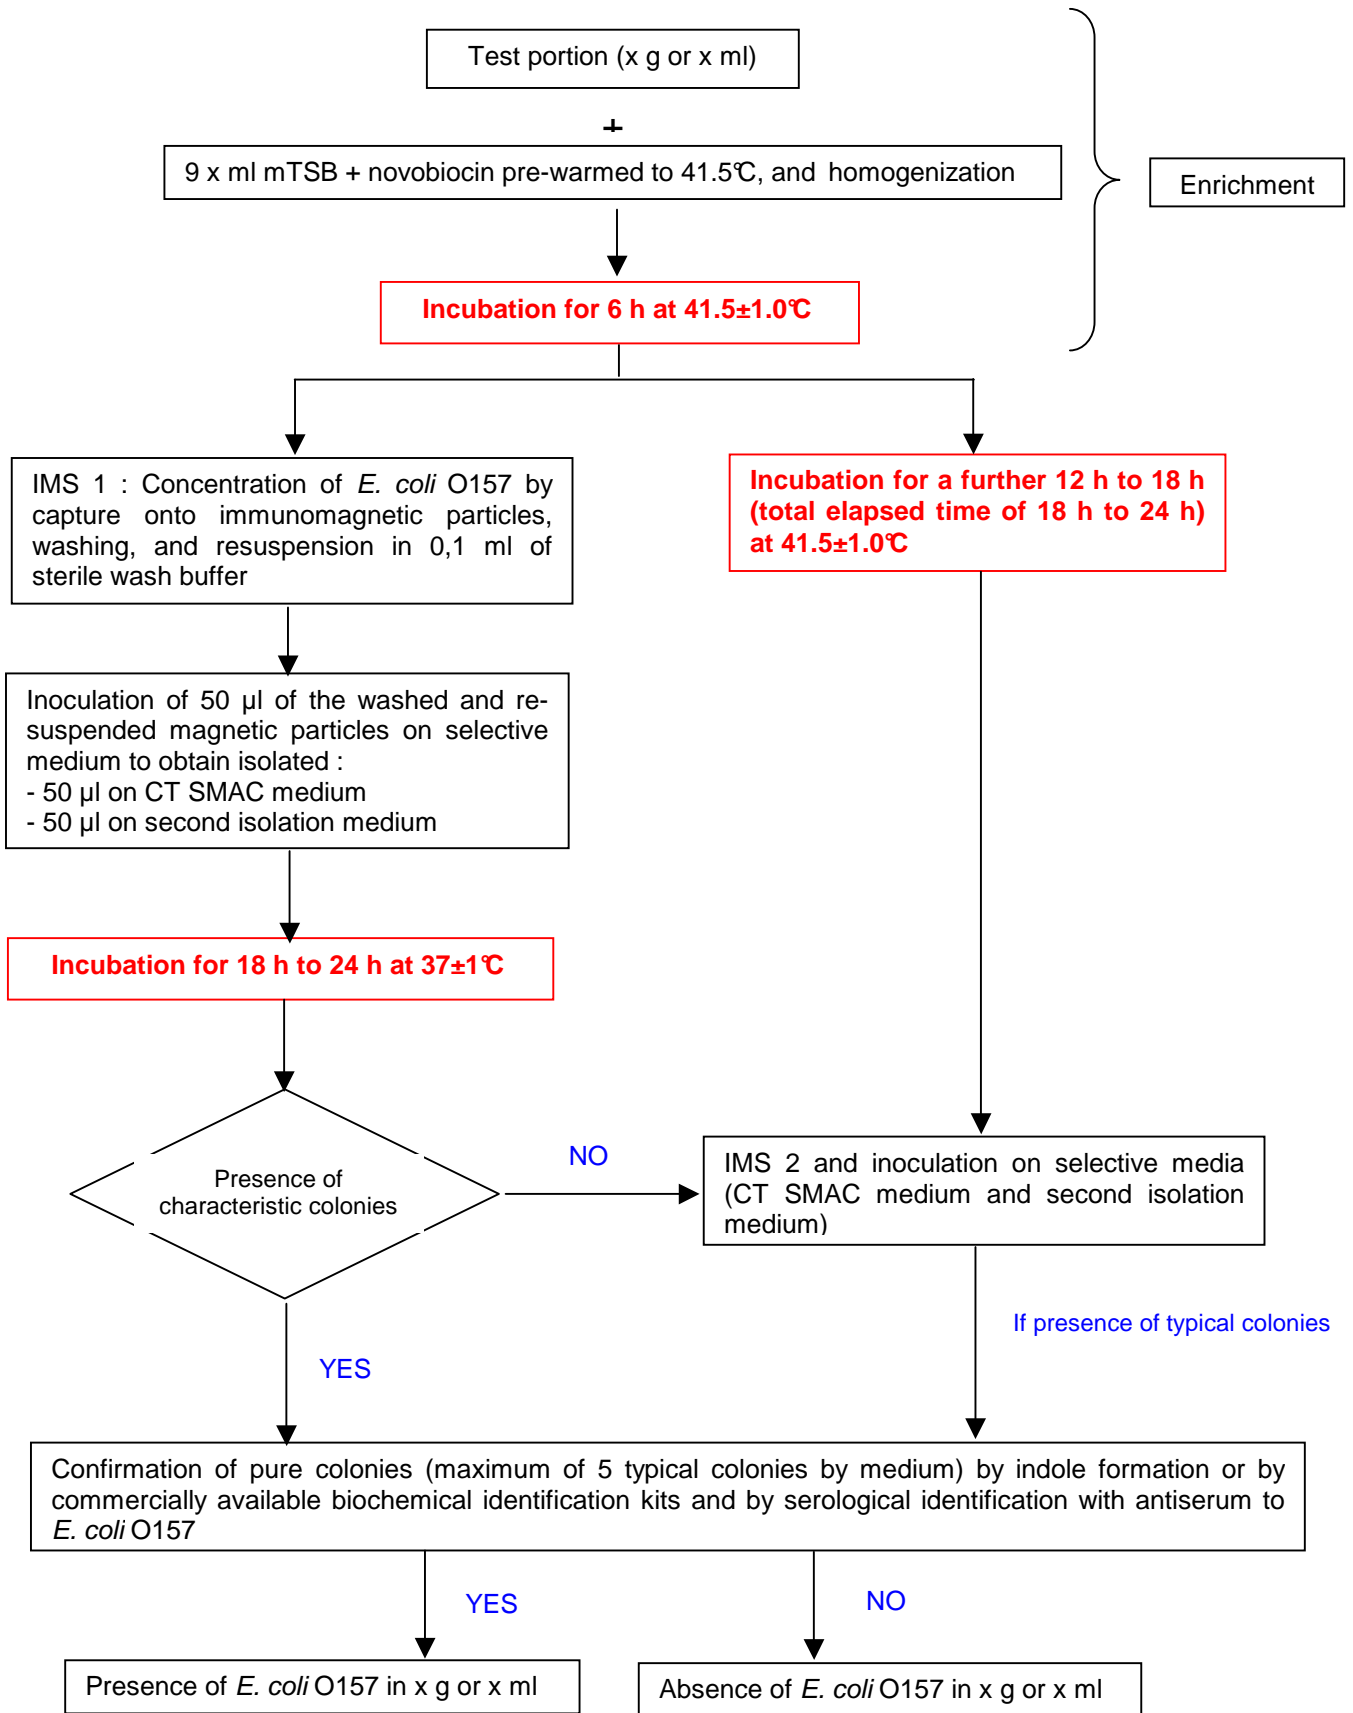 Test portion (x g or x ml)
+
9 x ml mTSB + novobiocin pre-warmed to 41.5°C, and homogenization
Enrichment
Incubation for 6 h at 41.5±1.0°C
IMS 1 : Concentration of E. coli O157 by
capture onto immunomagnetic particles,
washing, and resuspension in 0,1 ml of
sterile wash buffer
Incubation for a further 12 h to 18 h
(total elapsed time of 18 h to 24 h)
at 41.5±1.0°C
Inoculation of 50 µl of the washed and re-
suspended magnetic particles on selective
medium to obtain isolated :
- 50 µl on CT SMAC medium
- 50 µl on second isolation medium
Incubation for 18 h to 24 h at 37±1°C
Presence of
characteristic colonies
NO
IMS 2 and inoculation on selective media
(CT SMAC medium and second isolation
medium)
If presence of typical colonies
YES
Confirmation of pure colonies (maximum of 5 typical colonies by medium) by indole formation or by
commercially available biochemical identification kits and by serological identification with antiserum to
E. coli O157
YES
NO
Presence of E. coli O157 in x g or x ml
Absence of E. coli O157 in x g or x ml